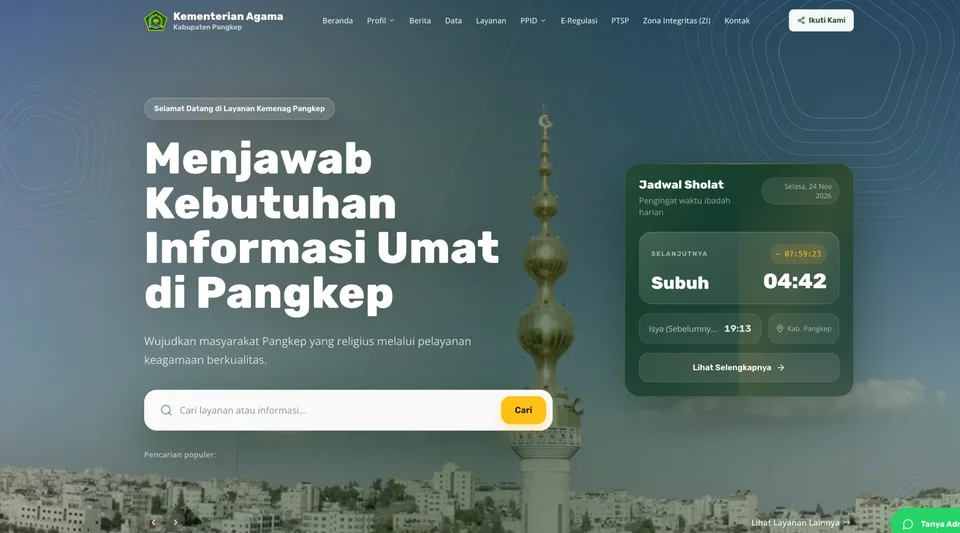 Kementerian Agama
Kabupaten Pangkep
Beranda
Profil
Berita
Data
Layanan
PPID
E-Regulasi
PTSP
Zona Integritas (ZI)
Kontak
Ikuti Kami
Selamat Datang di Layanan Kemenag Pangkep
Menjawab
Kebutuhan
Informasi Umat
di Pangkep
Wujudkan masyarakat Pangkep yang religius melalui pelayanan
keagamaan berkualitas.
Cari layanan atau informasi...
Cari
Pencarian populer:
Jadwal Sholat
Pengingat waktu ibadah
harian
Selasa, 24 Nov
2026
SELANJUTNYA
− 07:59:23
Subuh
04:42
Isya (Sebelumny...
19:13
Kab. Pangkep
Lihat Selengkapnya →
Lihat Layanan Lainnya →
Tanya Adm